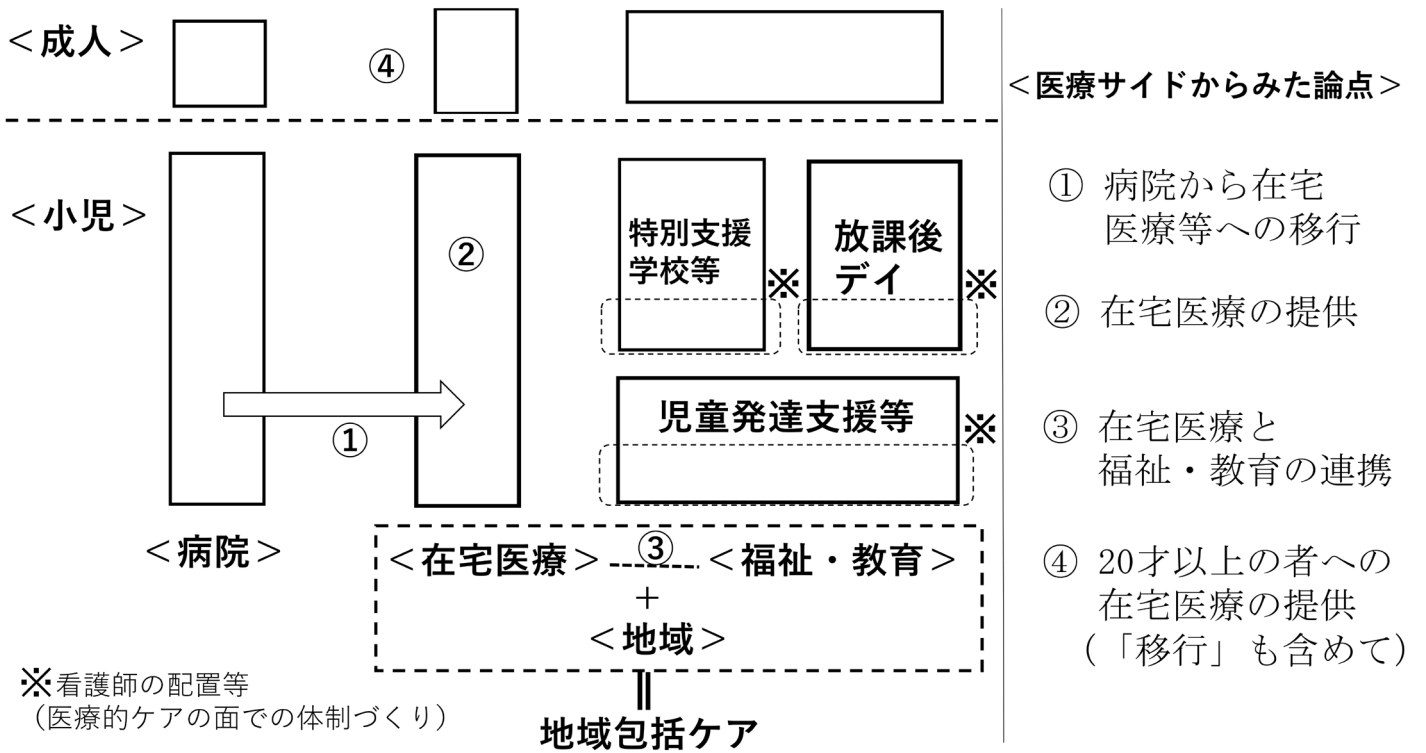 ＜成人＞
④
＜小児＞
②
特別支援
学校等
※
放課後
デイ
※
①
児童発達支援等
※
＜病院＞
＜在宅医療＞
③
＜福祉・教育＞
＋
＜地域＞
地域包括ケア
※看護師の配置等
（医療的ケアの面での体制づくり）
＜医療サイドからみた論点＞
① 病院から在宅
医療等への移行
② 在宅医療の提供
③ 在宅医療と
福祉・教育の連携
④ 20才以上の者への
在宅医療の提供
（「移行」も含めて）